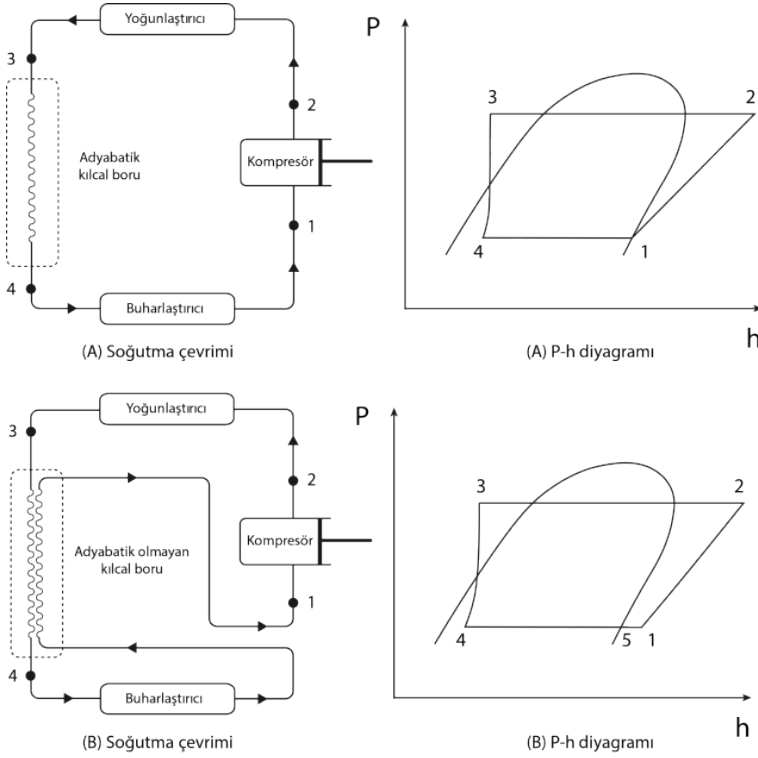 Yoğunlaştırıcı
3
2
Adyabatik
kılcal boru
Kompresör
1
4
Buharlaştırıcı
(A) Soğutma çevrimi
P
3
2
4
1
h
(A) P-h diyagramı
Yoğunlaştırıcı
3
2
Adyabatik olmayan
kılcal boru
Kompresör
1
4
Buharlaştırıcı
(B) Soğutma çevrimi
P
3
2
4
5
1
h
(B) P-h diyagramı